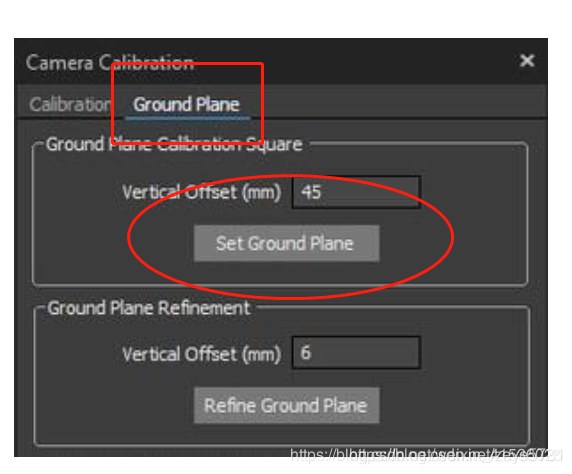 Camera Calibration
×
Calibration Ground Plane
Ground Plane Calibration Square
Vertical Offset (mm) 45
Set Ground Plane
Ground Plane Refinement
Vertical Offset (mm) 6
Refine Ground Plane